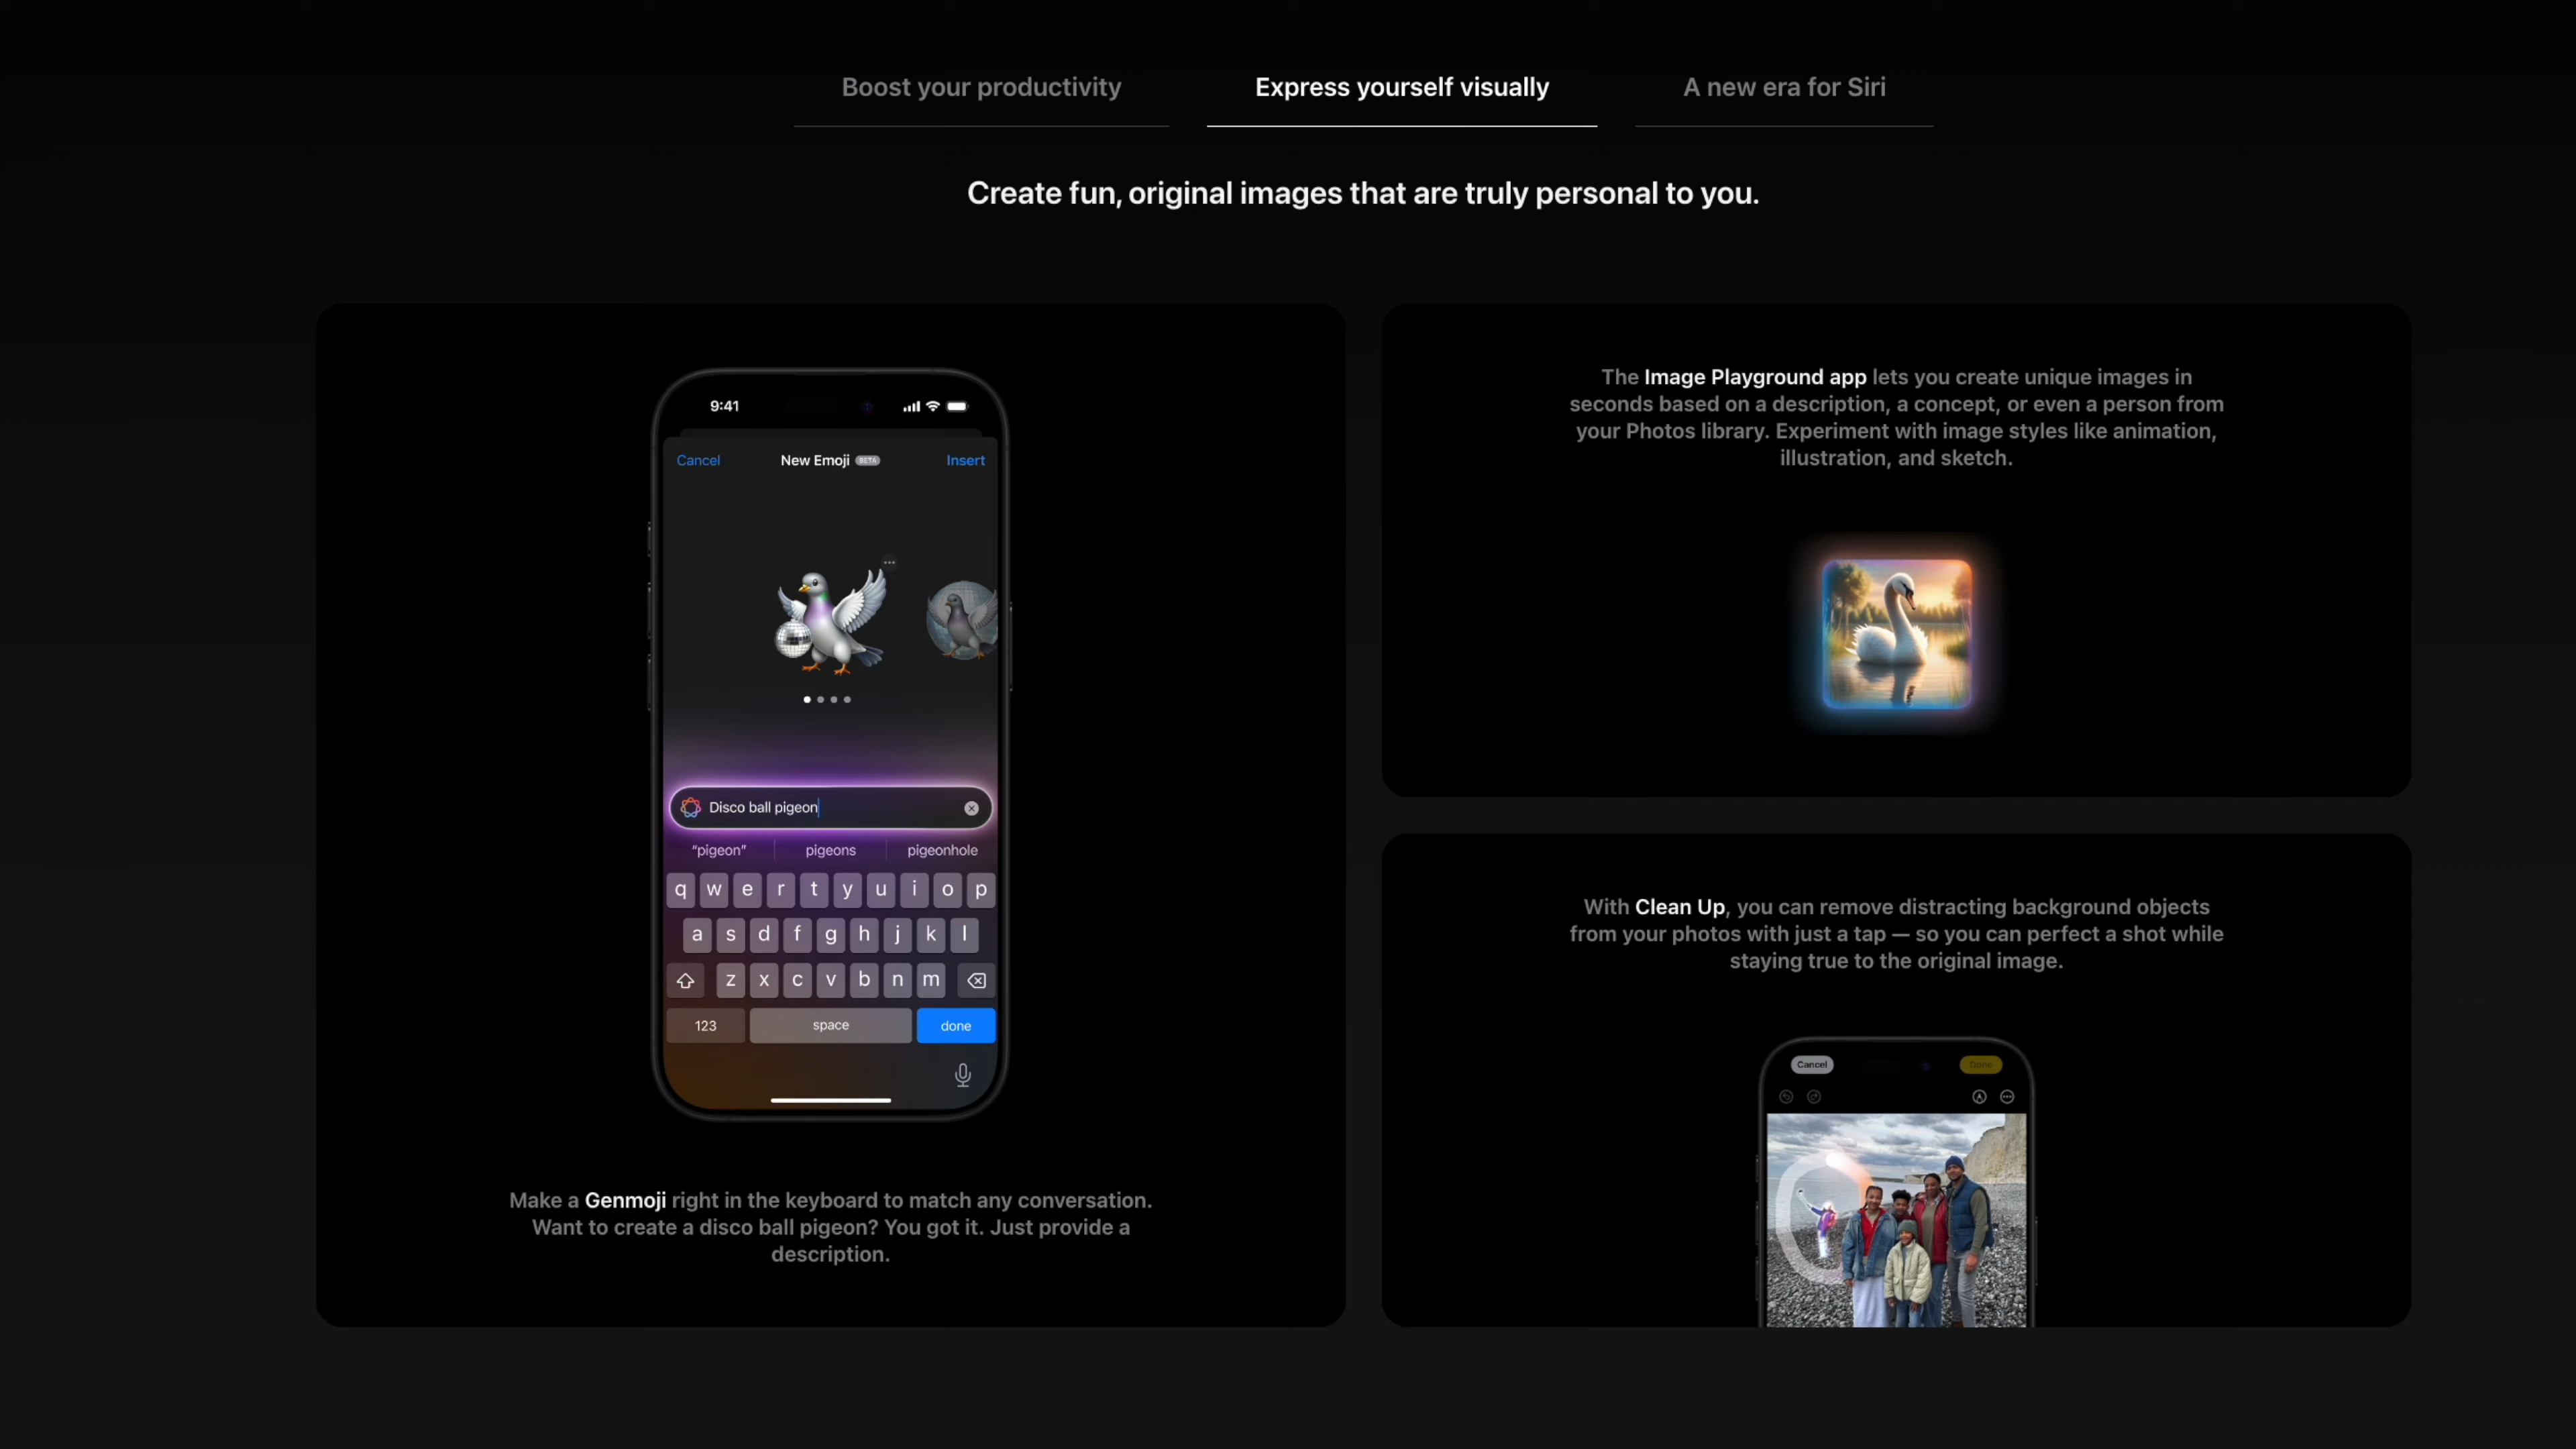 Boost your productivity
Express yourself visually
A new era for Siri
Create fun, original images that are truly personal to you.
9:41
Cancel
New Emoji BETA
Insert
Disco ball pigeon
“pigeon”
pigeons
pigeonhole
q w e r t y u i o p
a s d f g h j k l
z x c v b n m
123
space
done
Make a Genmoji right in the keyboard to match any conversation.
Want to create a disco ball pigeon? You got it. Just provide a
description.
The Image Playground app lets you create unique images in
seconds based on a description, a concept, or even a person from
your Photos library. Experiment with image styles like animation,
illustration, and sketch.
With Clean Up, you can remove distracting background objects
from your photos with just a tap — so you can perfect a shot while
staying true to the original image.
Cancel
Done